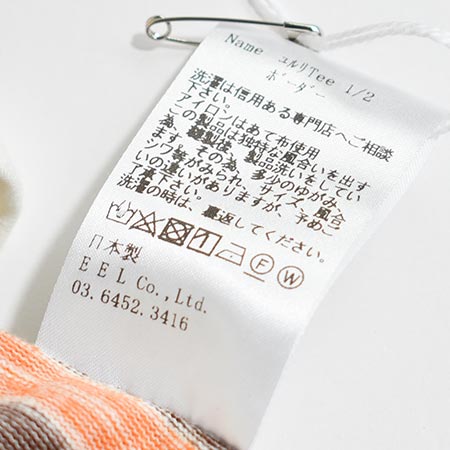 Name ユルリTee 1/2
ボーダー
洗濯は信用ある専門店へご相談
下さい。
アイロンはあて布使用
この製品は独特な風合いを出す
為、縫製後、製品洗いをしてい
ます。その為、多少のゆがみ、
シワ等がみられ、サイズ、風合
いの違いがありますが、予めご
了承下さい。
洗濯の時は、裏返してください。
日本製
EEL Co., Ltd.
03.6452.3416